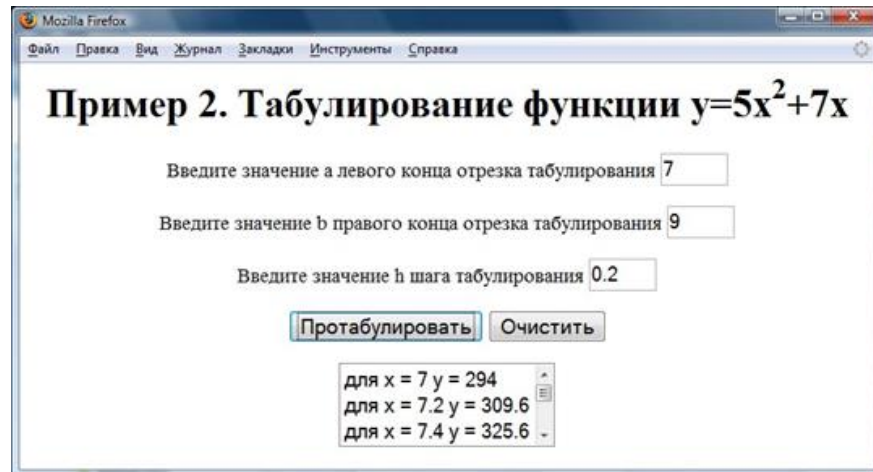 Mozilla Firefox
Файл Правка Вид Журнал Закладки Инструменты Справка
Пример 2. Табулирование функции y=5x²+7x
Введите значение a левого конца отрезка табулирования 7
Введите значение b правого конца отрезка табулирования 9
Введите значение h шага табулирования 0.2
Протабулировать Очистить
для x = 7 y = 294
для x = 7.2 y = 309.6
для x = 7.4 y = 325.6